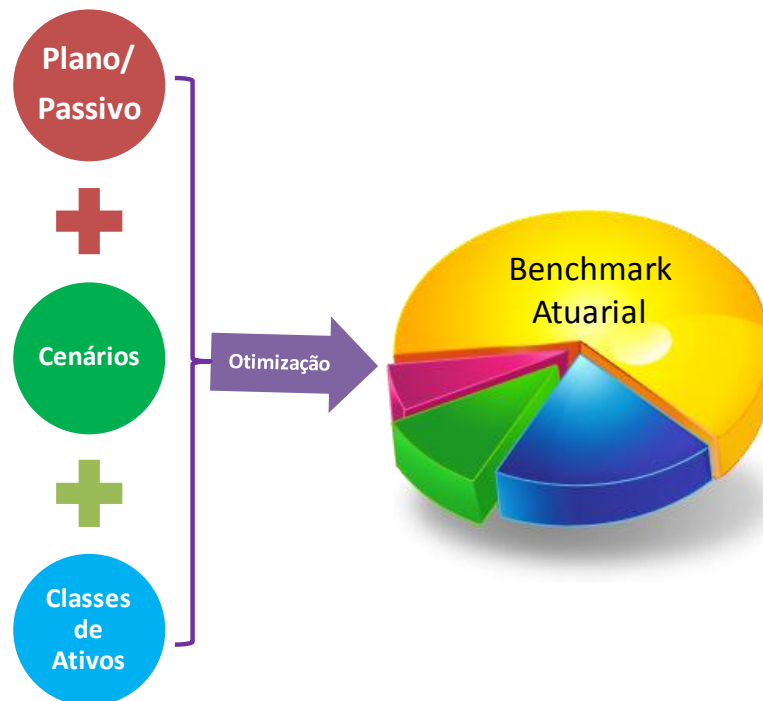 Plano/
Passivo
Cenários
Classes
de
Ativos
Otimização
Benchmark
Atuarial